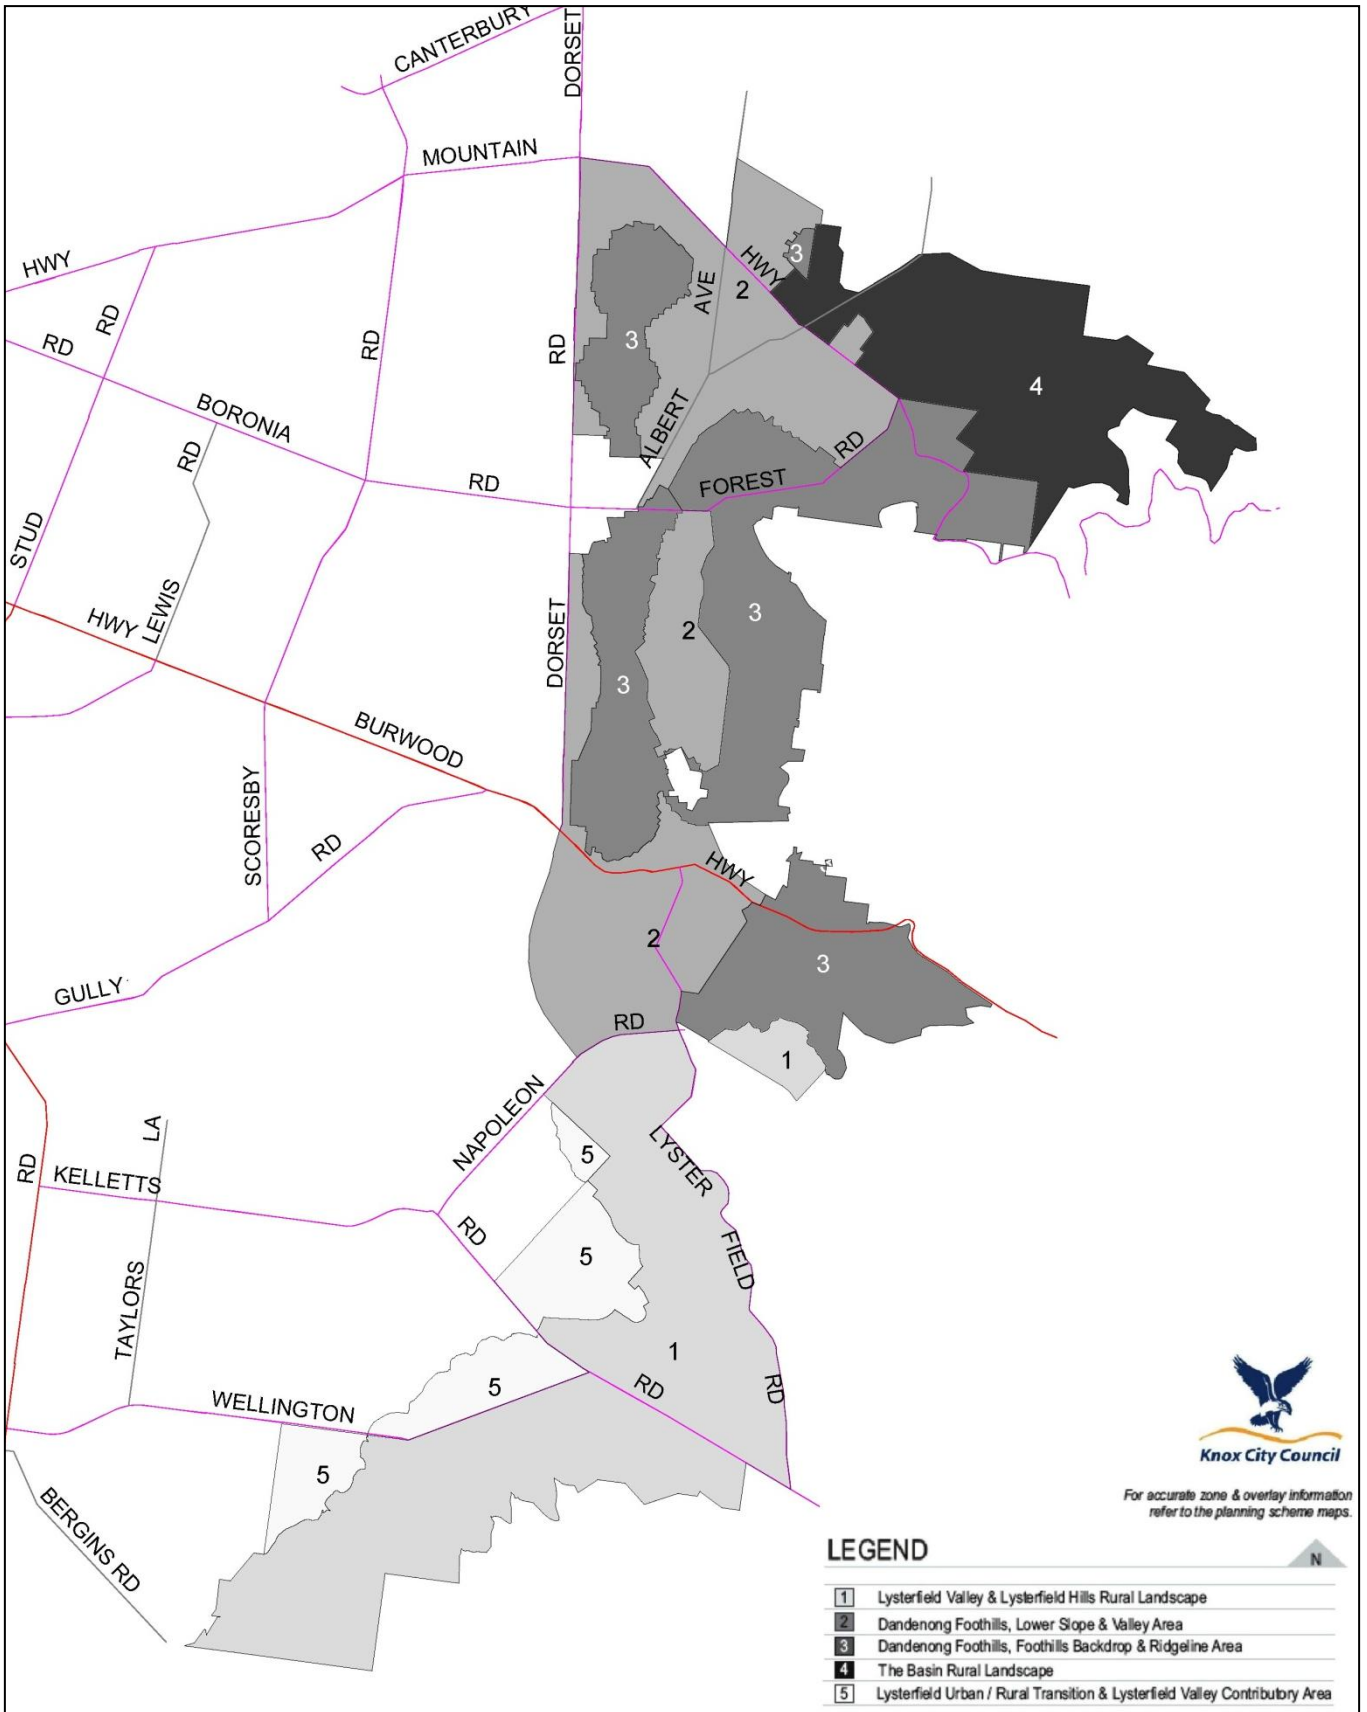 CANTERBURY
DORSET
MOUNTAIN
HWY
RD
RD
RD
BORONIA
RD
RD
RD
AVE
HWY
3
2
3
4
ALBERT
RD
FOREST
STUD
LEWIS
HWY
DORSET
3
2
3
BURWOOD
SCORESBY
RD
HWY
2
3
GULLY
RD
1
NAPOLEON
LA
RD
KELLETTS
5
LYSTER
RD
5
FIELD
TAYLORS
1
5
RD
RD
WELLINGTON
5
BERGINS RD
Knox City Council
For accurate zone & overlay information
refer to the planning scheme maps.
LEGEND
N
1 Lysterfield Valley & Lysterfield Hills Rural Landscape
2 Dandenong Foothills, Lower Slope & Valley Area
3 Dandenong Foothills, Foothills Backdrop & Ridgeline Area
4 The Basin Rural Landscape
5 Lysterfield Urban / Rural Transition & Lysterfield Valley Contributory Area